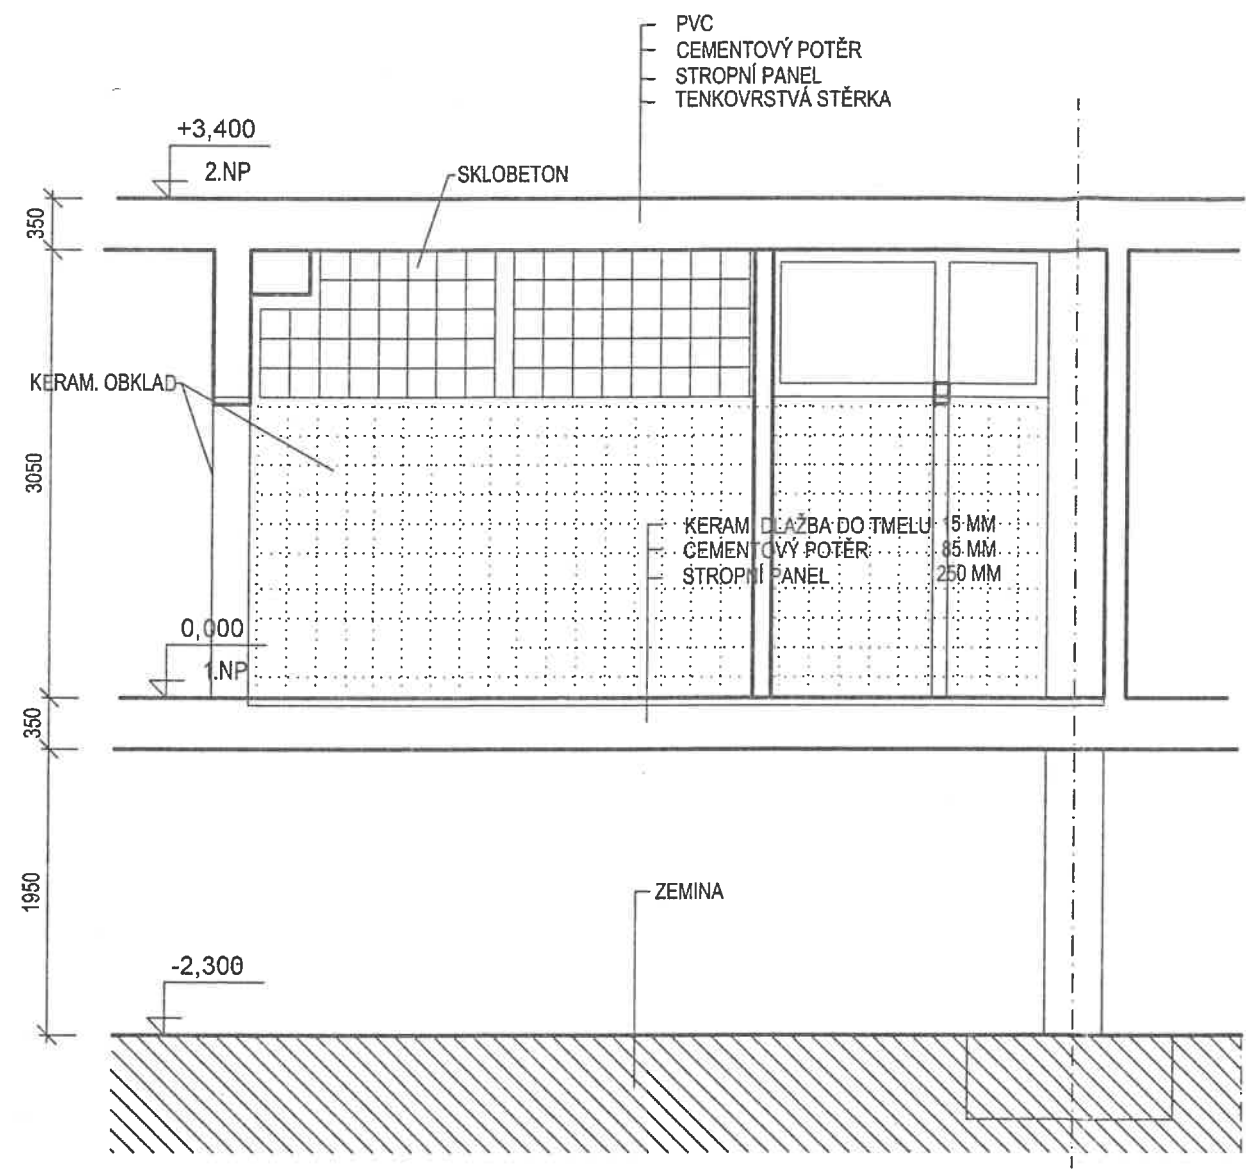 PVC
CEMENTOVÝ POTĚR
STROPNÍ PANEL
TENKOVRSTVÁ STĚRKA
+3,400
2.NP
SKLOBETON
350
KERAM. OBKLAD
3050
KERAM. DLAŽBA DO TMELU 15 MM
CEMENTOVÝ POTĚR 85 MM
STROPNÍ PANEL 250 MM
0,000
1.NP
350
1950
ZEMINA
-2,300